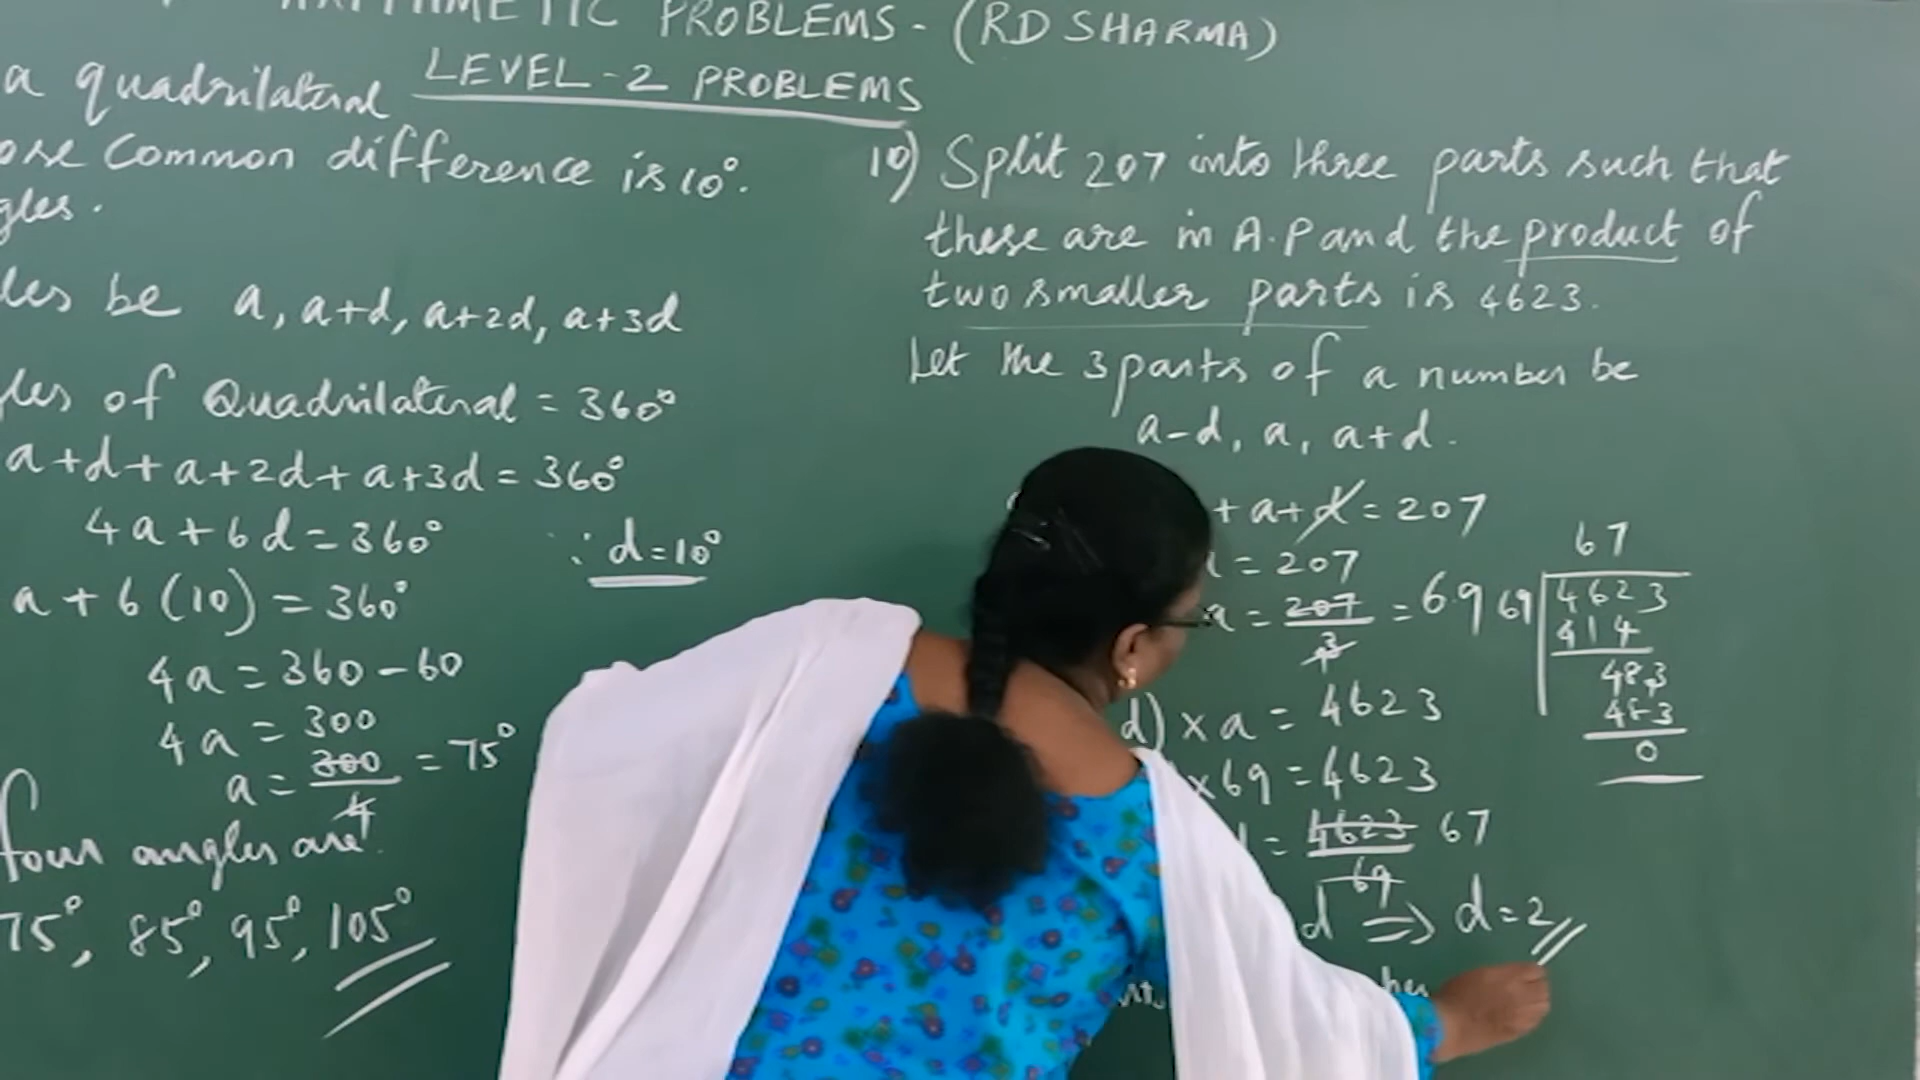 ARITHMETIC PROBLEMS - (RD SHARMA)
LEVEL-2 PROBLEMS
a quadrilateral
Common difference is 10°.
les be a, a+d, a+2d, a+3d
les of Quadrilateral = 360°
a+d+a+2d+a+3d = 360°
4a+6d=360°
∵ d=10°
a+6(10) = 360°
4a = 360-60
4a = 300
a = 300/4 = 75°
four angles are
75°, 85°, 95°, 105°
10) Split 207 into three parts such that
these are in A.P and the product of
two smaller parts is 4623.
Let the 3 parts of a number be
a-d, a, a+d.
+a+d = 207
= 207
a = 207/3 = 69
d) x a = 4623
x 69 = 4623
= 4623/69 67
d ⇒ d=2
67
69 4623
414
483
483
0